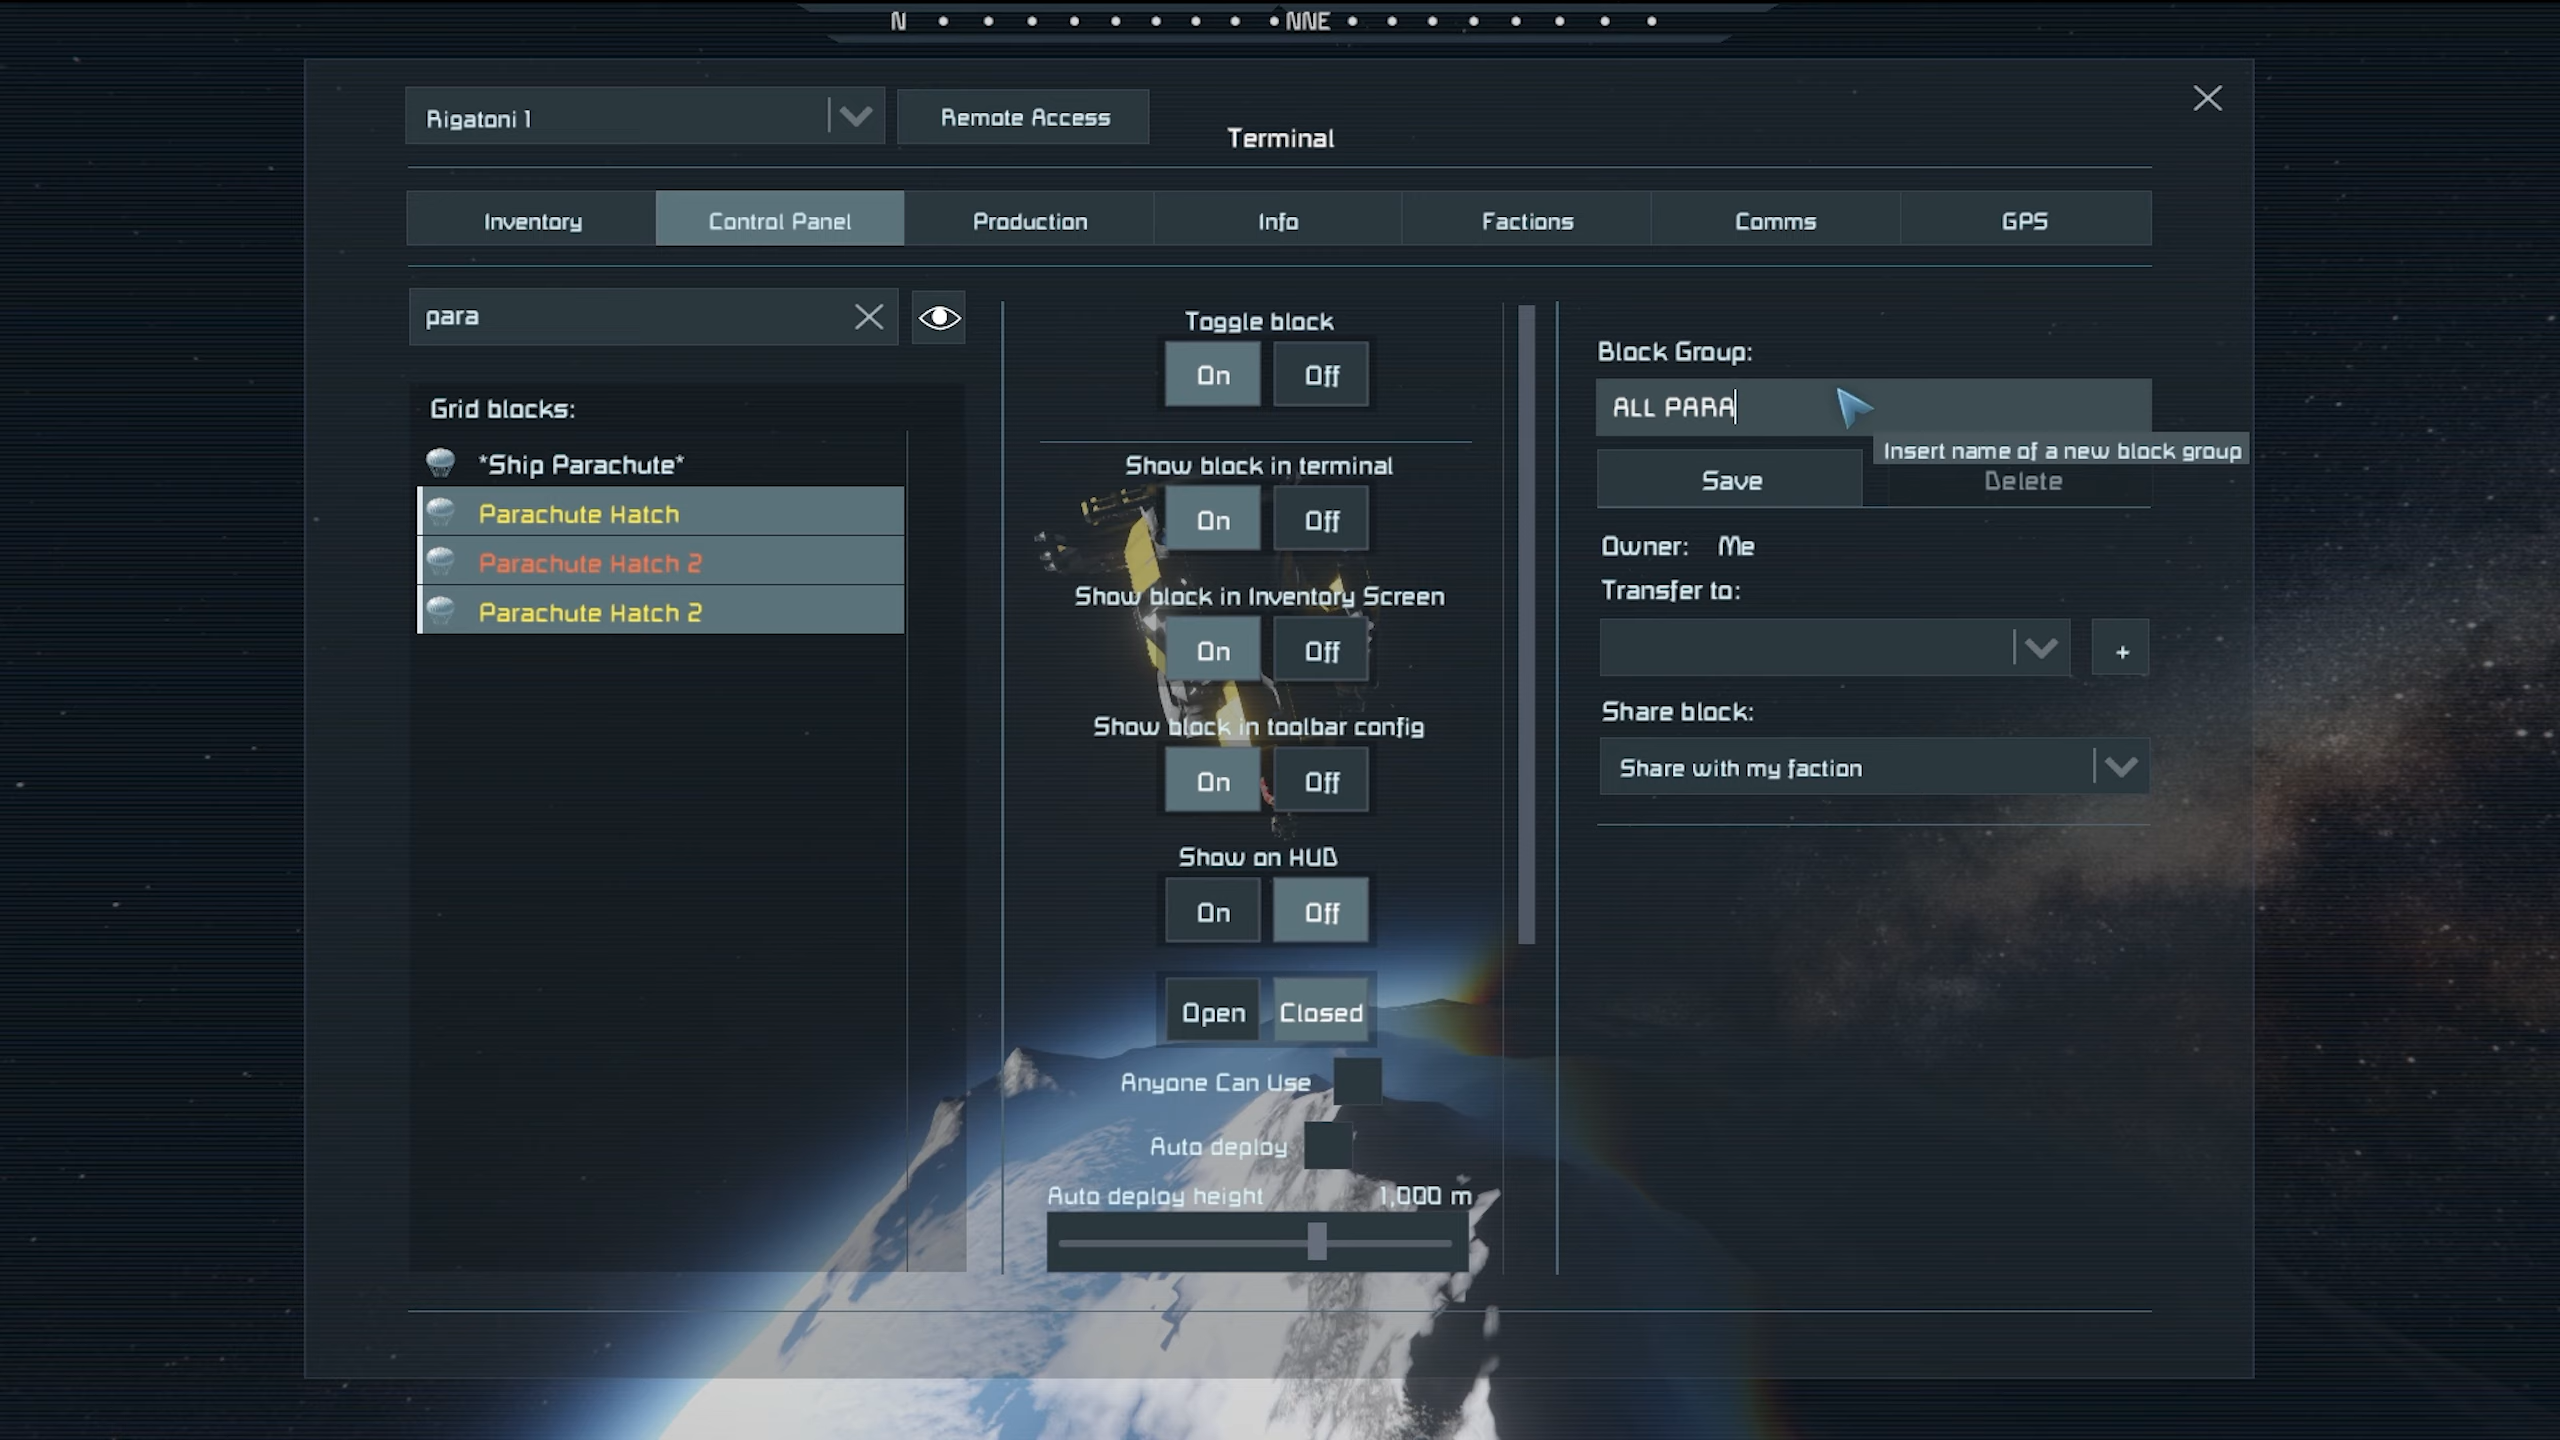 N
NNE
Rigatoni 1
Remote Access
Terminal
Inventory
Control Panel
Production
Info
Factions
Comms
GPS
para
Grid blocks:
*Ship Parachute*
Parachute Hatch
Parachute Hatch 2
Parachute Hatch 2
Toggle block
On
Off
Show block in terminal
On
Off
Show block in Inventory Screen
On
Off
Show block in toolbar config
On
Off
Show on HUD
On
Off
Open
Closed
Anyone Can Use
Auto deploy
Auto deploy height 1,000 m
Block Group:
ALL PARA
Insert name of a new block group
Save
Delete
Owner: Me
Transfer to:
+
Share block:
Share with my faction